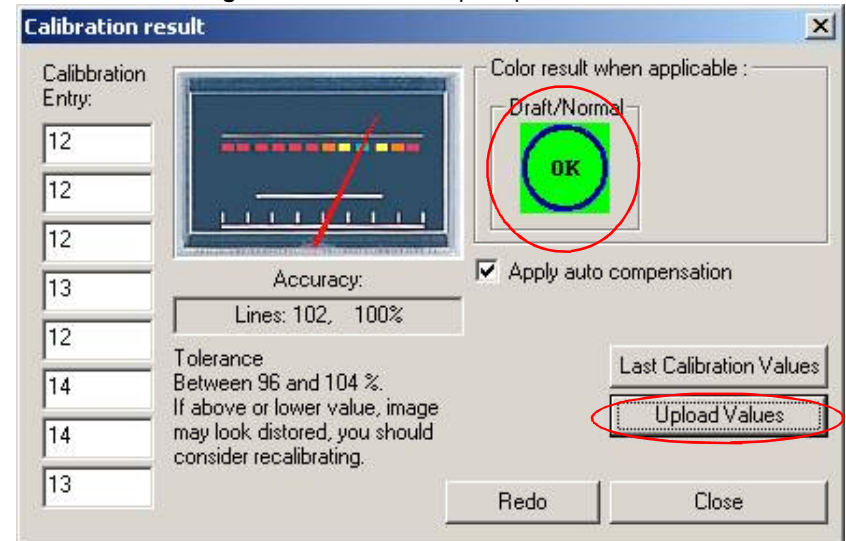 Calibration result
Calibbration
Entry:
12
12
12
13
12
14
14
13
Accuracy:
Lines: 102, 100%
Tolerance
Between 96 and 104 %.
If above or lower value, image
may look distored, you should
consider recalibrating.
Color result when applicable :
Draft/Normal
OK
Apply auto compensation
Last Calibration Values
Upload Values
Redo
Close